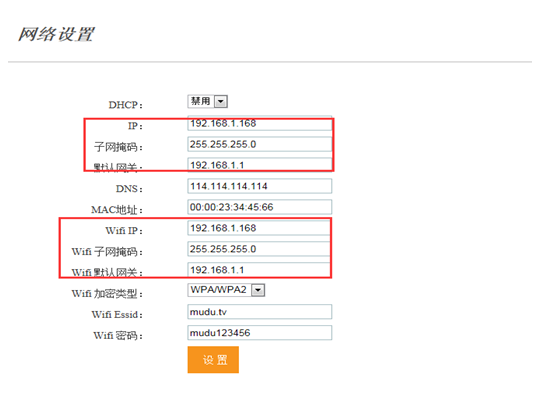 网络设置
DHCP： 禁用
IP： 192.168.1.168
子网掩码： 255.255.255.0
默认网关： 192.168.1.1
DNS： 114.114.114.114
MAC地址： 00:00:23:34:45:66
Wifi IP： 192.168.1.168
Wifi 子网掩码： 255.255.255.0
Wifi 默认网关： 192.168.1.1
Wifi 加密类型： WPA/WPA2
Wifi Essid： mudu.tv
Wifi 密码： mudu123456
设 置